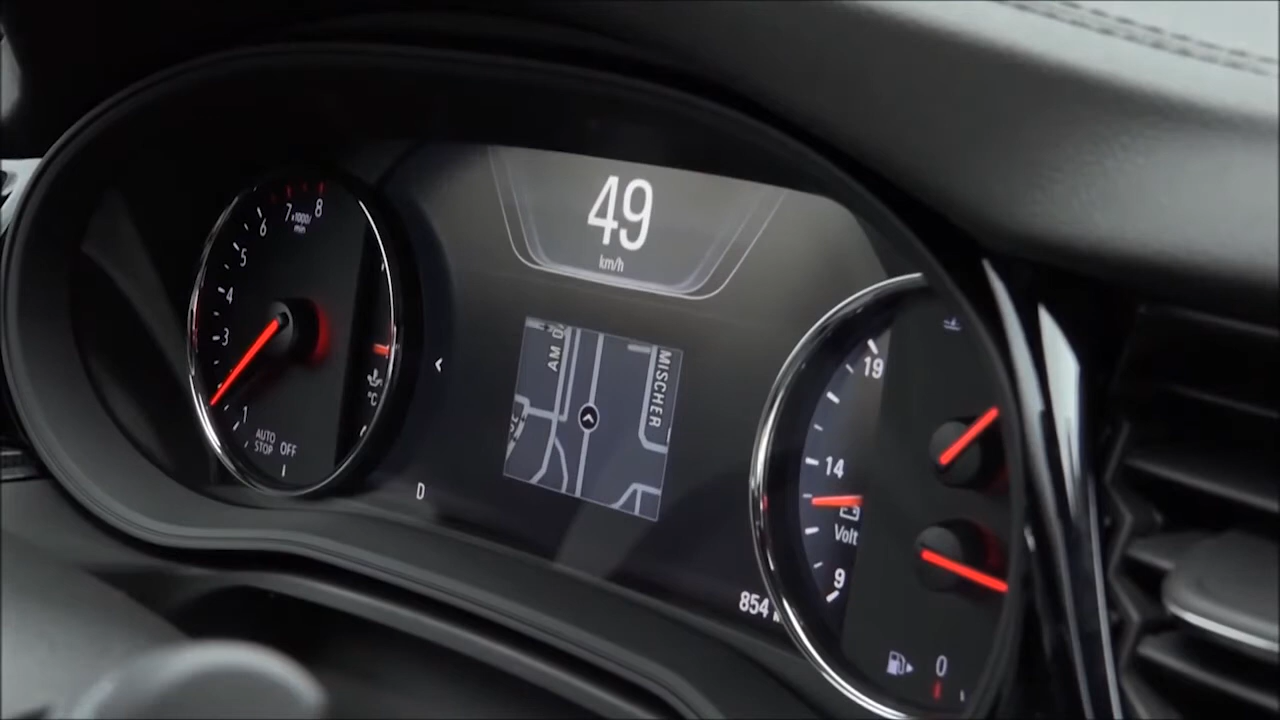 49
km/h
8
7
x1000/
min
6
5
4
3
1
AUTO
STOP
OFF
°C
<
D
AM D
MISCHER
854
19
14
Volt
9
0